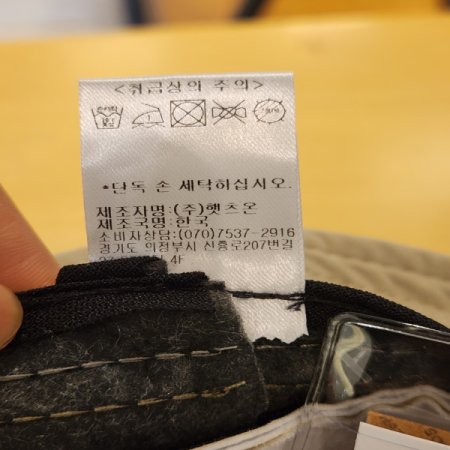 <취급상의 주의>
*단독 손 세탁하십시오.
제조자명:(주)햇츠온
제조국명:한국
소비자상담:(070)7537-2916
경기도 의정부시 신흥로207번길
4F